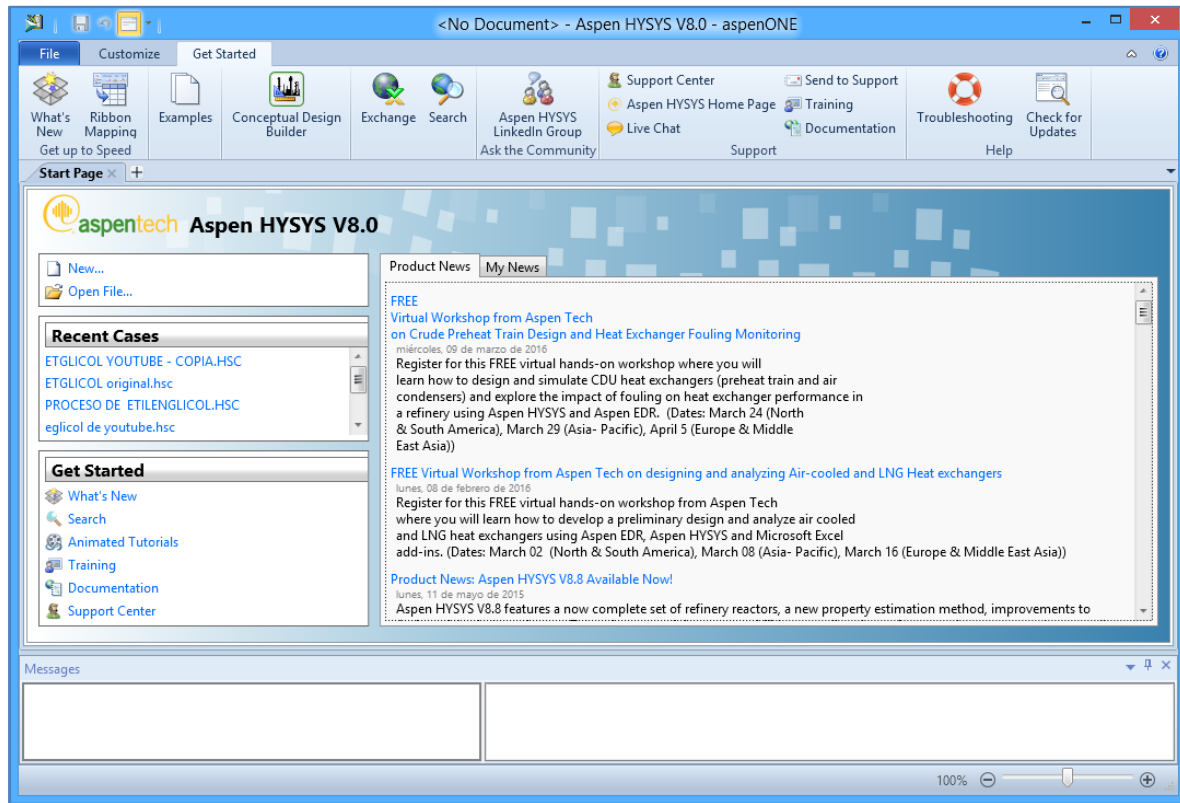 <No Document> - Aspen HYSYS V8.0 - aspenONE
File
Customize
Get Started
What's New
Ribbon Mapping
Get up to Speed
Examples
Conceptual Design Builder
Exchange
Search
Aspen HYSYS LinkedIn Group
Ask the Community
Support Center
Aspen HYSYS Home Page
Live Chat
Send to Support
Training
Documentation
Support
Troubleshooting
Check for Updates
Help
Start Page
aspentech Aspen HYSYS V8.0
New...
Open File...
Recent Cases
ETGLICOL YOUTUBE - COPIA.HSC
ETGLICOL original.hsc
PROCESO DE ETILENGLICOL.HSC
eglicol de youtube.hsc
Get Started
What's New
Search
Animated Tutorials
Training
Documentation
Support Center
Product News
My News
FREE
Virtual Workshop from Aspen Tech
on Crude Preheat Train Design and Heat Exchanger Fouling Monitoring
miércoles, 09 de marzo de 2016
Register for this FREE virtual hands-on workshop where you will
learn how to design and simulate CDU heat exchangers (preheat train and air
condensers) and explore the impact of fouling on heat exchanger performance in
a refinery using Aspen HYSYS and Aspen EDR. (Dates: March 24 (North
& South America), March 29 (Asia- Pacific), April 5 (Europe & Middle
East Asia))
FREE Virtual Workshop from Aspen Tech on designing and analyzing Air-cooled and LNG Heat exchangers
lunes, 08 de febrero de 2016
Register for this FREE virtual hands-on workshop from Aspen Tech
where you will learn how to develop a preliminary design and analyze air cooled
and LNG heat exchangers using Aspen EDR, Aspen HYSYS and Microsoft Excel
add-ins. (Dates: March 02 (North & South America), March 08 (Asia- Pacific), March 16 (Europe & Middle East Asia))
Product News: Aspen HYSYS V8.8 Available Now!
lunes, 11 de mayo de 2015
Aspen HYSYS V8.8 features a now complete set of refinery reactors, a new property estimation method, improvements to
Messages
100%